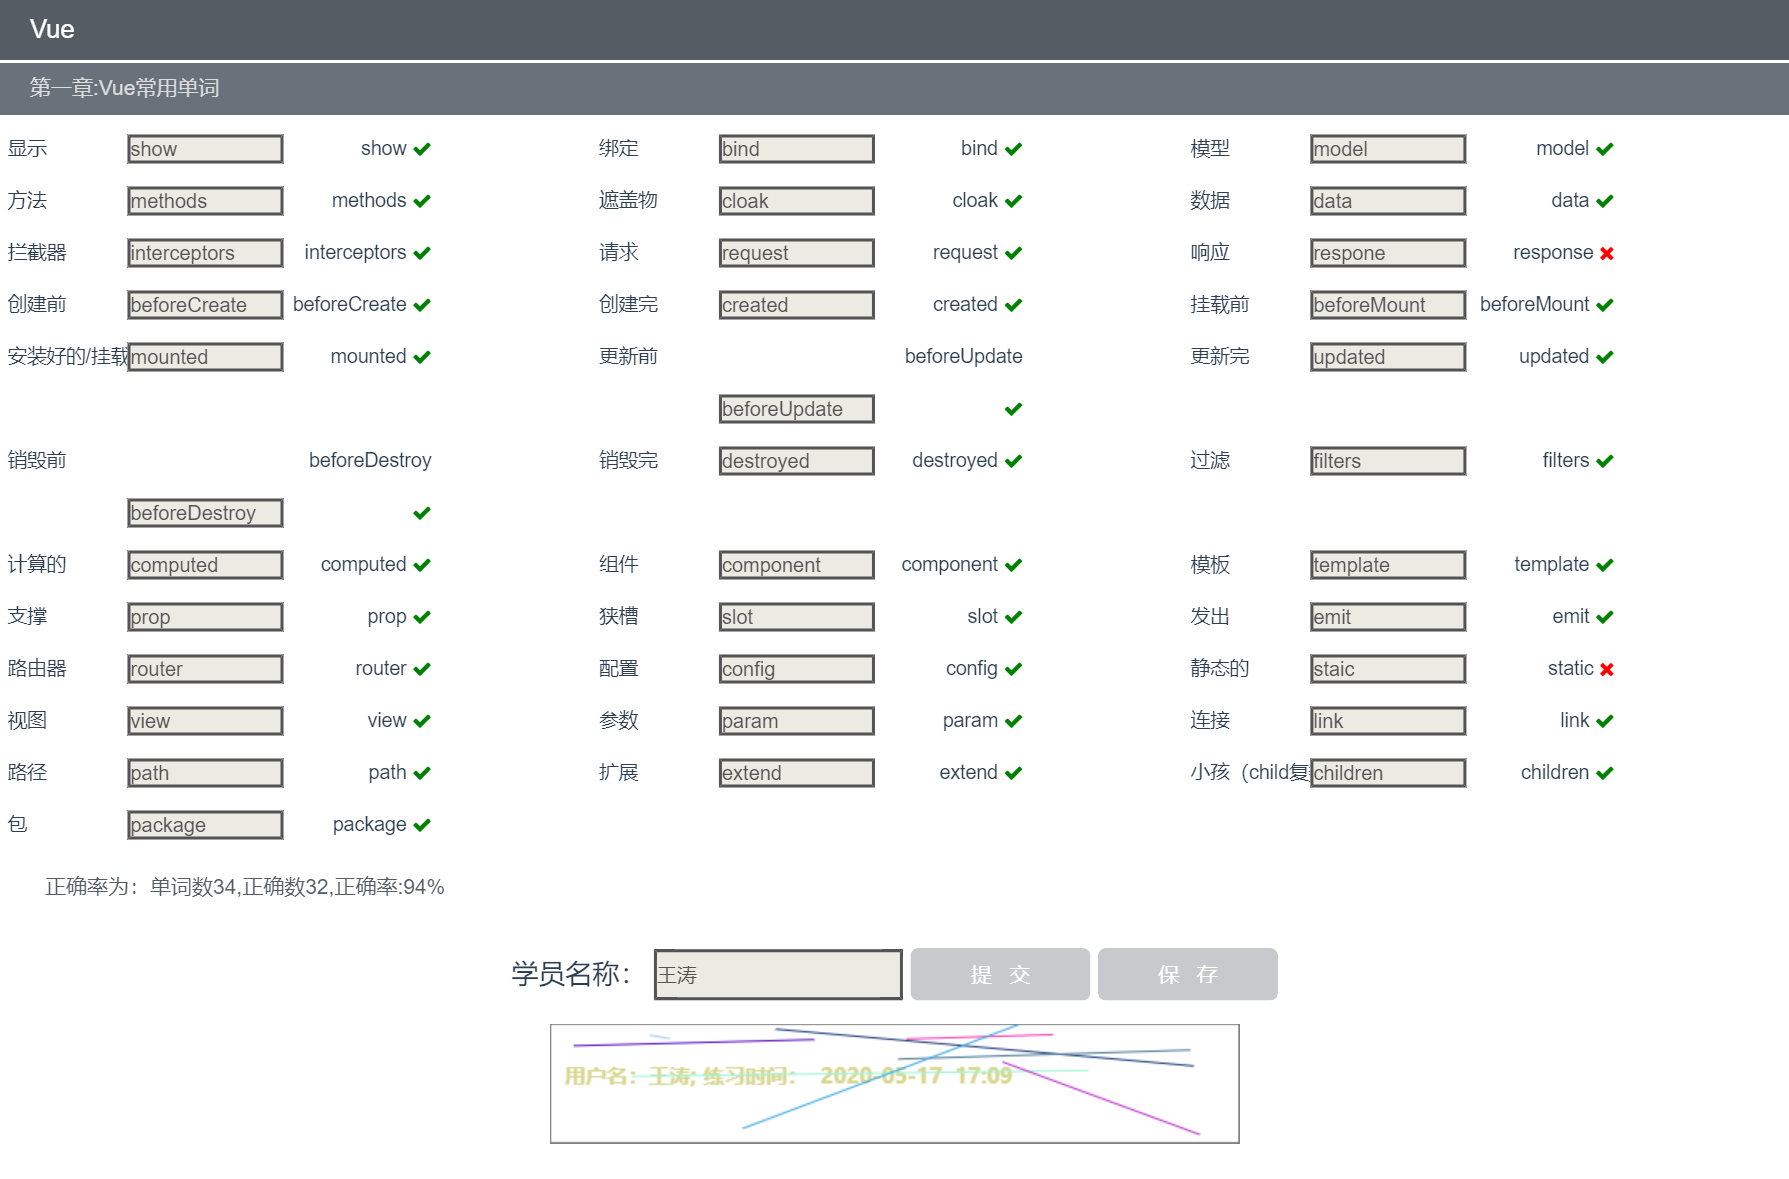 Vue
第一章:Vue常用单词
显示 show show 绑定 bind bind 模型 model model
方法 methods methods 遮盖物 cloak cloak 数据 data data
拦截器 interceptors interceptors 请求 request request 响应 respone response
创建前 beforeCreate beforeCreate 创建完 created created 挂载前 beforeMount beforeMount
安装好的/挂载 mounted mounted 更新前 beforeUpdate 更新完 updated updated
beforeUpdate
销毁前 beforeDestroy 销毁完 destroyed destroyed 过滤 filters filters
beforeDestroy
计算的 computed computed 组件 component component 模板 template template
支撑 prop prop 狭槽 slot slot 发出 emit emit
路由器 router router 配置 config config 静态的 staic static
视图 view view 参数 param param 连接 link link
路径 path path 扩展 extend extend 小孩（child复 children children
包 package package
正确率为：单词数34,正确数32,正确率:94%
学员名称： 王涛 提 交 保 存
用户名：王涛; 练习时间： 2020-05-17 17:09